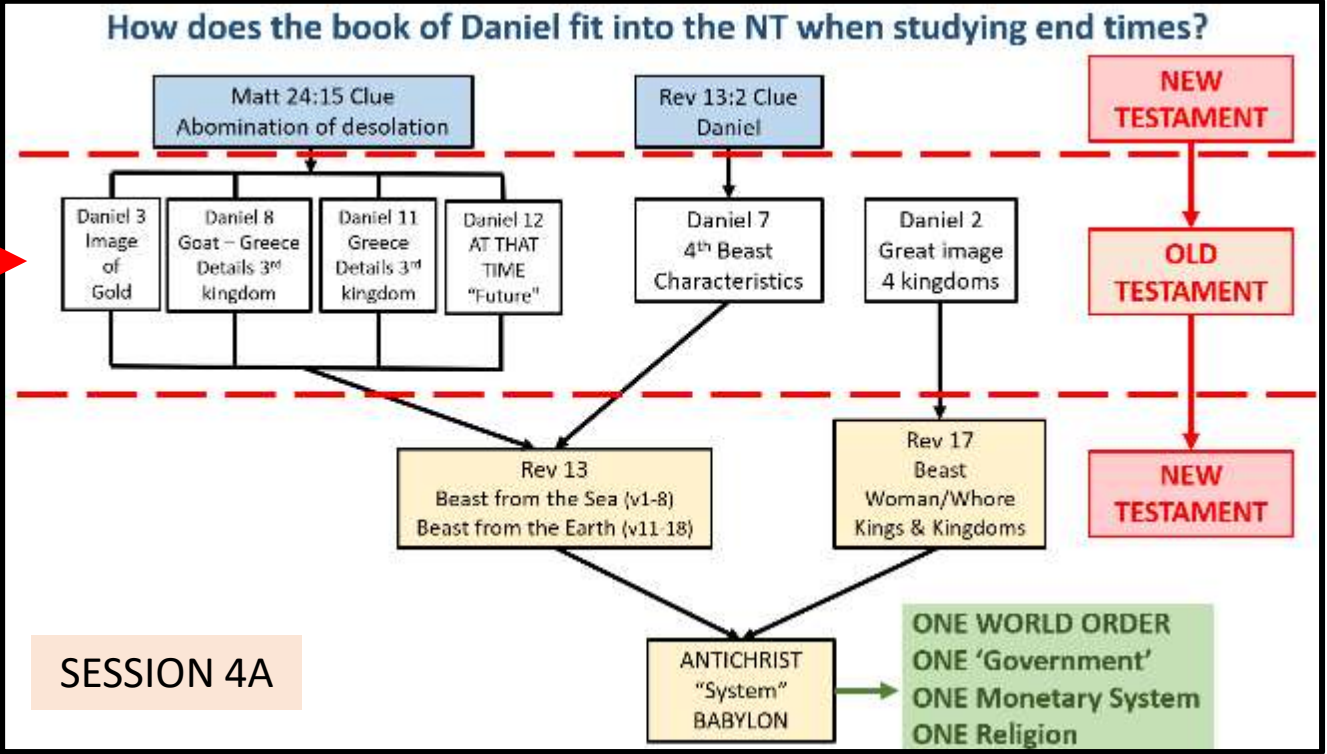 How does the book of Daniel fit into the NT when studying end times?
Matt 24:15 Clue
Abomination of desolation
Rev 13:2 Clue
Daniel
NEW
TESTAMENT
Daniel 3
Image
of
Gold
Daniel 8
Goat – Greece
Details 3rd
kingdom
Daniel 11
Greece
Details 3rd
kingdom
Daniel 12
AT THAT
TIME
"Future"
Daniel 7
4th Beast
Characteristics
Daniel 2
Great image
4 kingdoms
OLD
TESTAMENT
Rev 13
Beast from the Sea (v1-8)
Beast from the Earth (v11-18)
Rev 17
Beast
Woman/Whore
Kings & Kingdoms
NEW
TESTAMENT
SESSION 4A
ANTICHRIST
"System"
BABYLON
ONE WORLD ORDER
ONE 'Government'
ONE Monetary System
ONE Religion